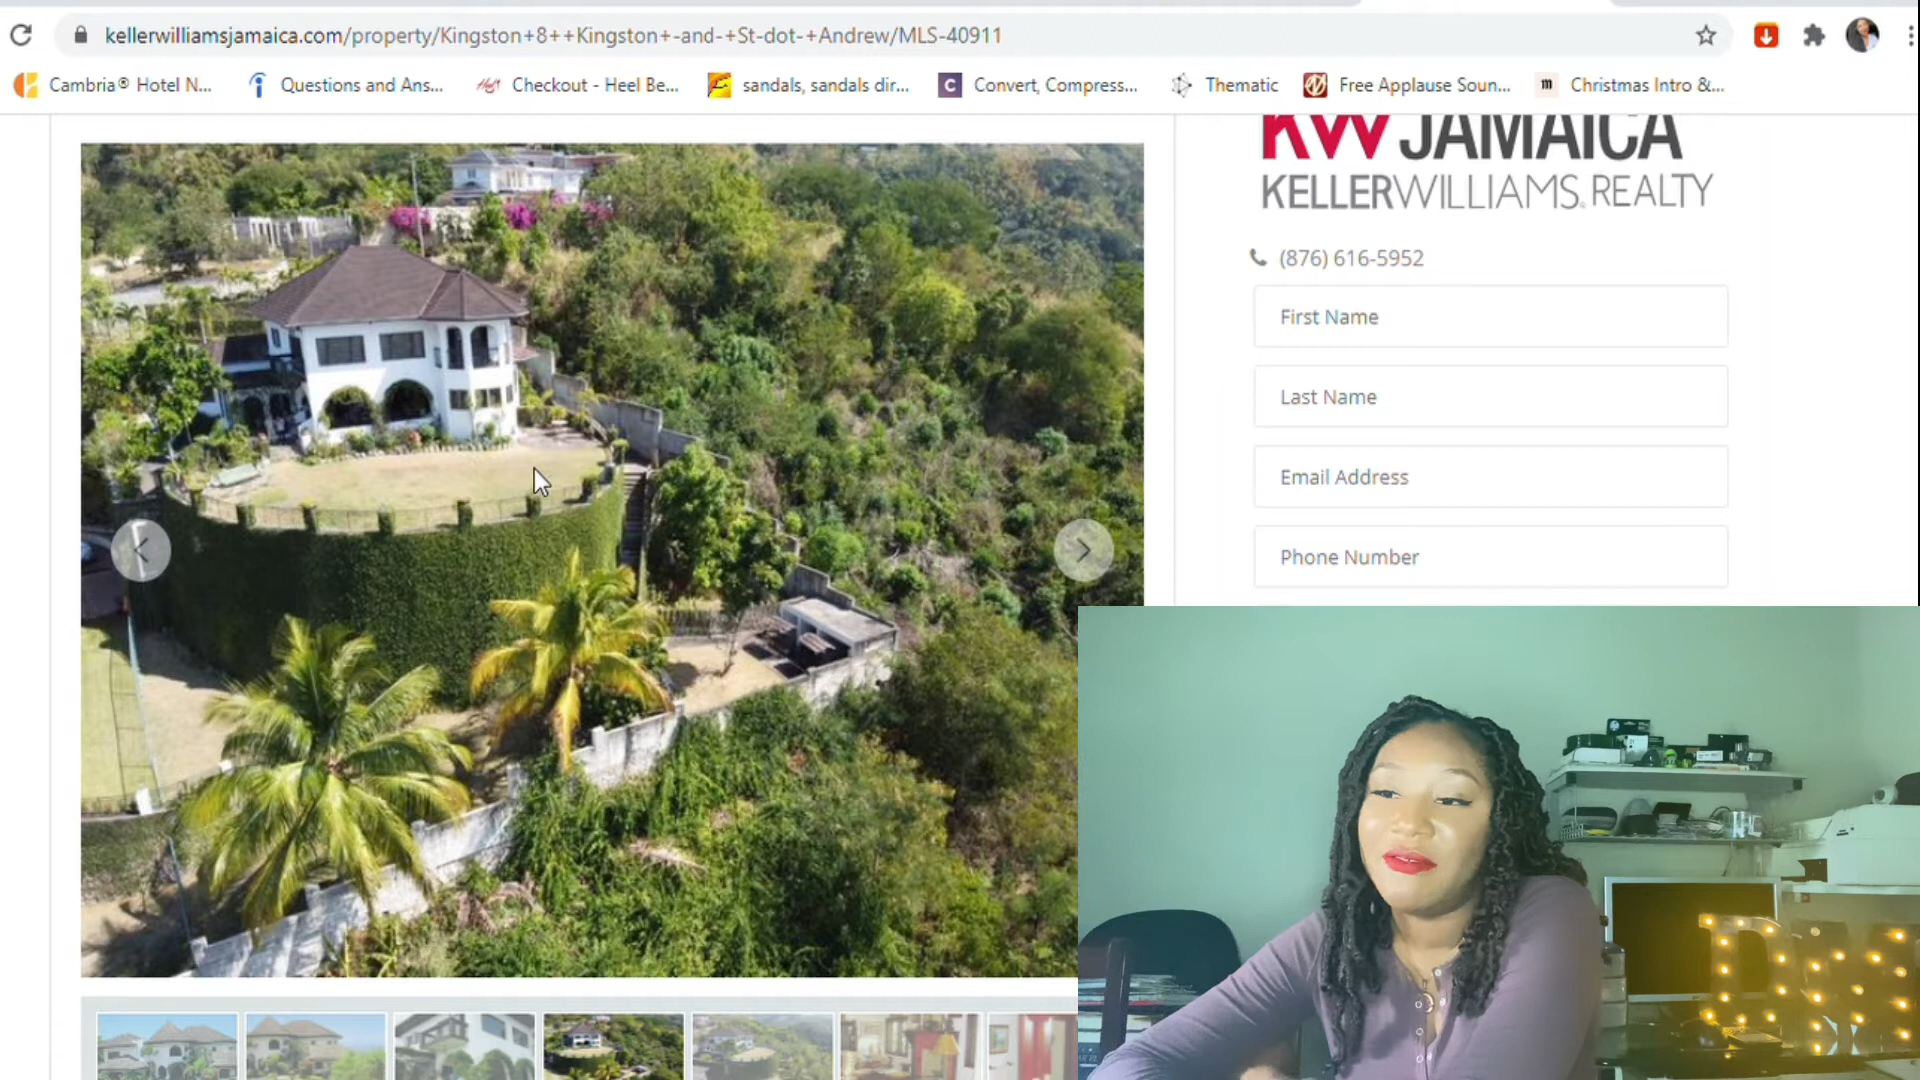 kellerwilliamsjamaica.com/property/Kingston+8++Kingston+-and-+St-dot-+Andrew/MLS-40911
Cambria® Hotel N... Questions and Ans... Checkout - Heel Be... sandals, sandals dir... C Convert, Compress... Thematic Free Applause Soun... m Christmas Intro &...
KW JAMAICA
KELLERWILLIAMS. REALTY
(876) 616-5952
First Name
Last Name
Email Address
Phone Number